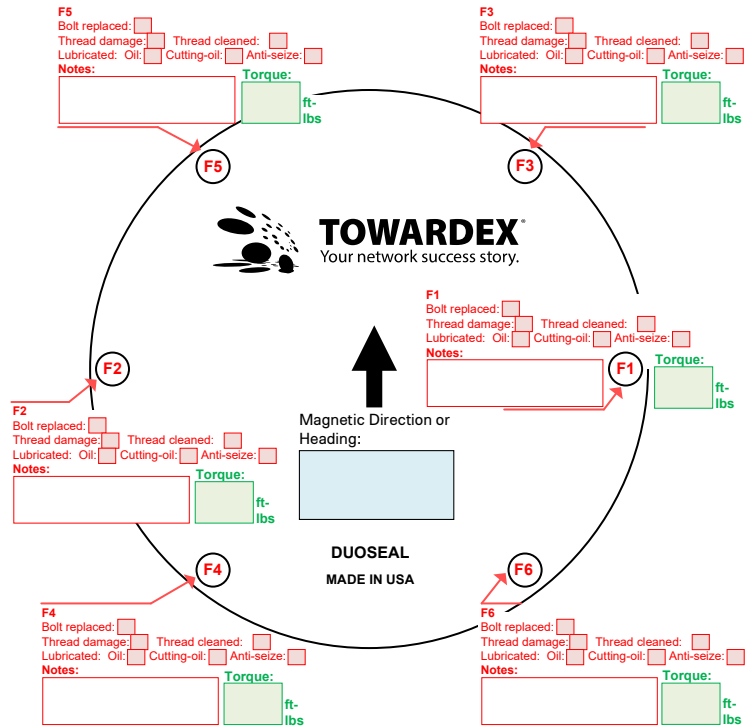 F5
Bolt replaced:
Thread damage: Thread cleaned:
Lubricated: Oil: Cutting-oil: Anti-seize:
Notes:
Torque:
ft-
lbs
F3
Bolt replaced:
Thread damage: Thread cleaned:
Lubricated: Oil: Cutting-oil: Anti-seize:
Notes:
Torque:
ft-
lbs
F5
F3
TOWARDEX®
Your network success story.
F1
Bolt replaced:
Thread damage: Thread cleaned:
Lubricated: Oil: Cutting-oil: Anti-seize:
Notes:
Torque:
ft-
lbs
F1
F2
F2
Bolt replaced:
Thread damage: Thread cleaned:
Lubricated: Oil: Cutting-oil: Anti-seize:
Notes:
Torque:
ft-
lbs
Magnetic Direction or
Heading:
DUOSEAL
MADE IN USA
F4
F6
F4
Bolt replaced:
Thread damage: Thread cleaned:
Lubricated: Oil: Cutting-oil: Anti-seize:
Notes:
Torque:
ft-
lbs
F6
Bolt replaced:
Thread damage: Thread cleaned:
Lubricated: Oil: Cutting-oil: Anti-seize:
Notes:
Torque:
ft-
lbs